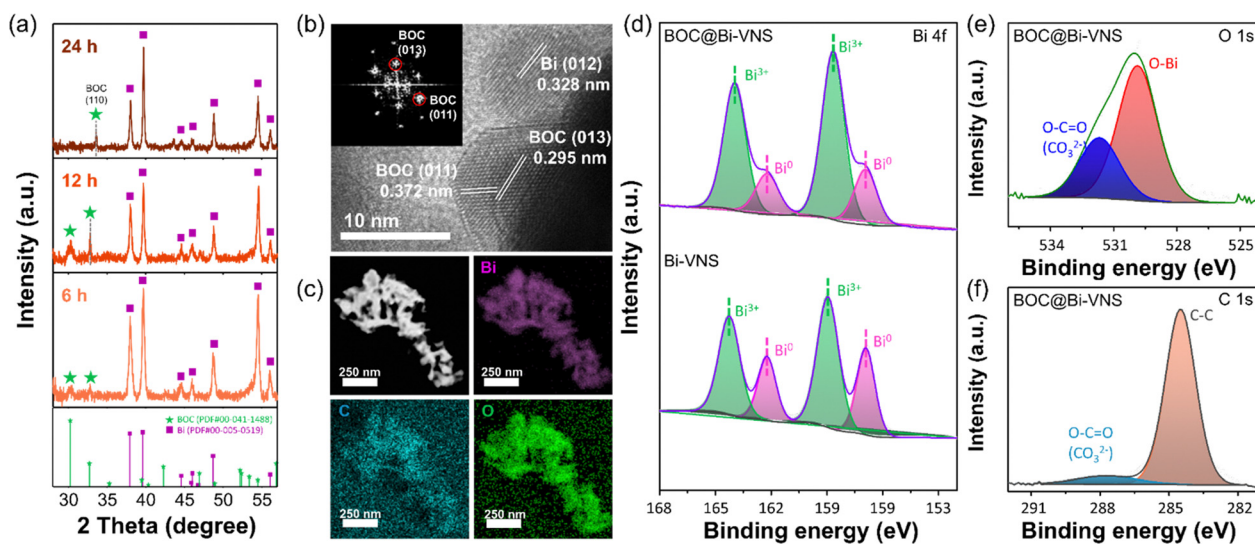 (a)
24 h
BOC
(110)
12 h
6 h
BOC (PDF#00-041-1488)
Bi (PDF#00-005-0519)
30 35 40 45 50 55
2 Theta (degree)
Intensity (a.u.)
(b)
BOC
(013)
BOC
(011)
Bi (012)
0.328 nm
BOC (013)
0.295 nm
BOC (011)
0.372 nm
10 nm
(c)
250 nm
Bi
250 nm
C
250 nm
O
250 nm
(d)
BOC@Bi-VNS
Bi 4f
Bi3+
Bi3+
Bi0
Bi0
Bi-VNS
Bi3+
Bi3+
Bi0
Bi0
168 165 162 159 156 153
Binding energy (eV)
Intensity (a.u.)
(e)
BOC@Bi-VNS
O 1s
O-Bi
O-C=O
(CO32-)
534 531 528 525
Binding energy (eV)
Intensity (a.u.)
(f)
BOC@Bi-VNS
C 1s
C-C
O-C=O
(CO32-)
291 288 285 282
Binding energy (eV)
Intensity (a.u.)